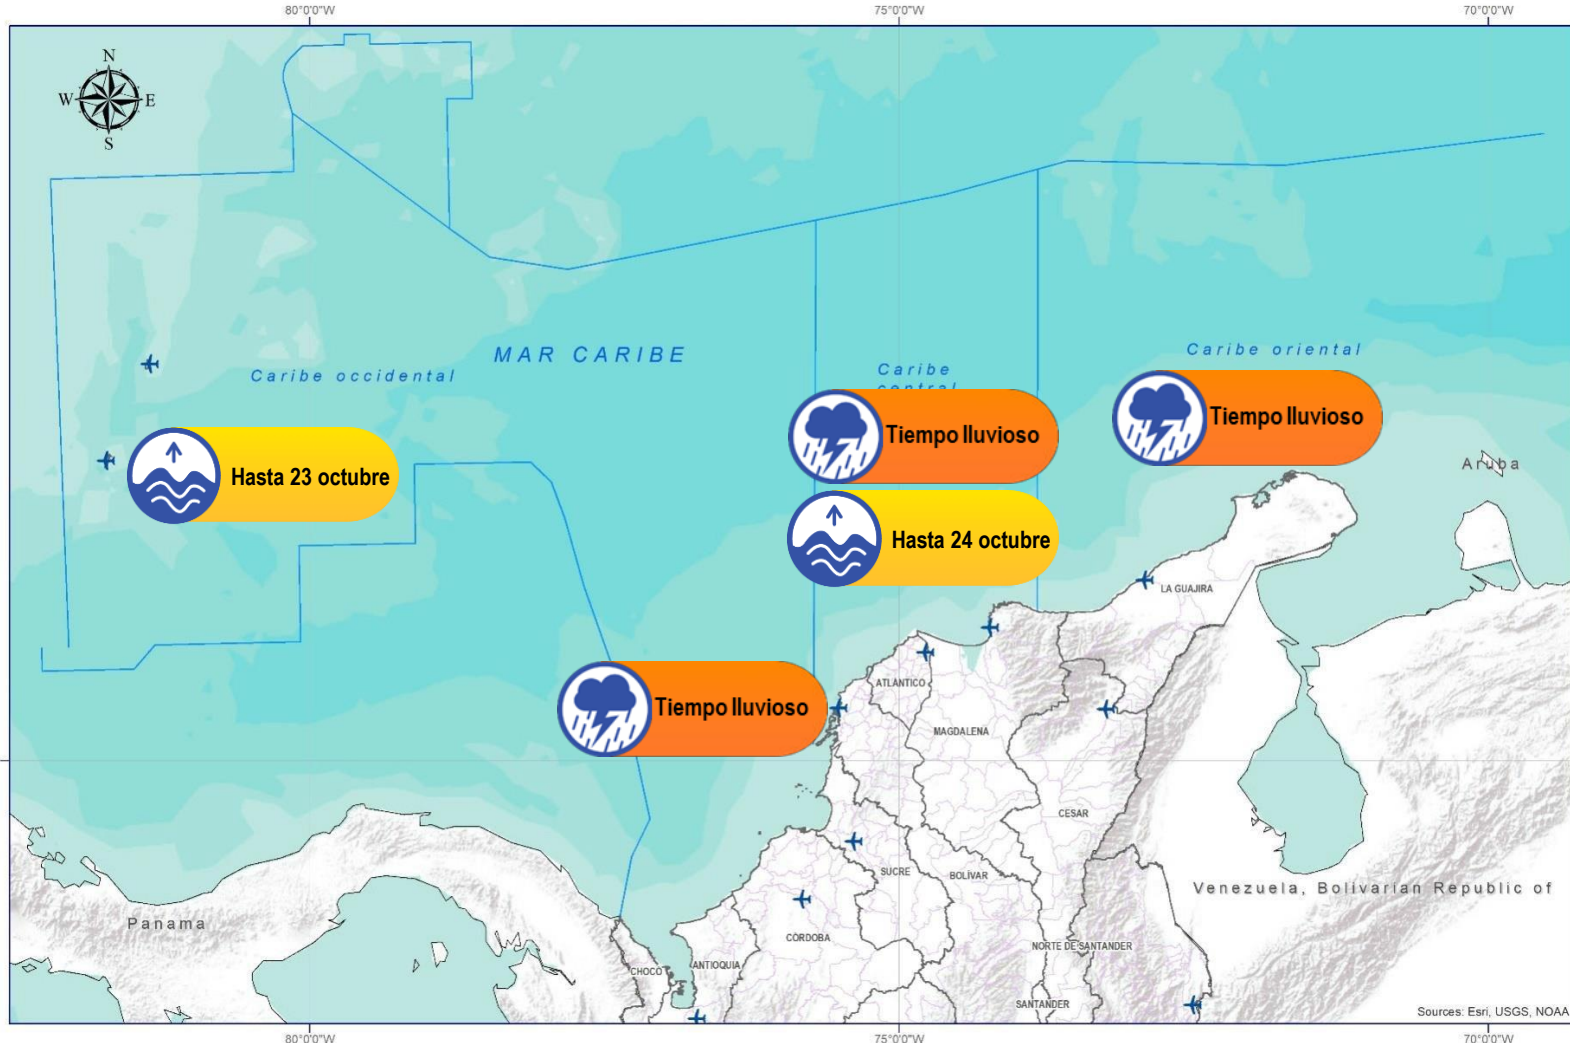 80°0'0"W
75°0'0"W
70°0'0"W
N
W E
S
MAR CARIBE
Caribe occidental
Caribe
central
Caribe oriental
Tiempo lluvioso
Tiempo lluvioso
Aruba
Hasta 23 octubre
Hasta 24 octubre
LA GUAJIRA
Tiempo lluvioso
ATLANTICO
MAGDALENA
CESAR
SUCRE
BOLÍVAR
Venezuela, Bolivarian Republic of
Panama
CORDOBA
NORTE DE SANTANDER
CHOCO
ANTIOQUIA
SANTANDER
Sources: Esri, USGS, NOAA
80°0'0"W
75°0'0"W
70°0'0"W